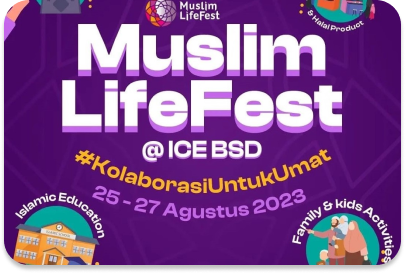 Muslim
LifeFest
& Halal Product
Muslim
LifeFest
@ ICE BSD
#KolaborasiUntukUmat
25 - 27 Agustus 2023
Islamic Education
Family & kids Activities